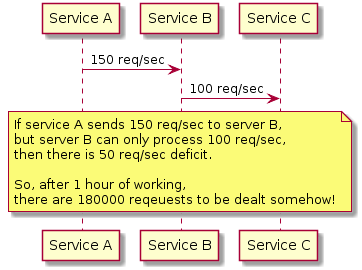 Service A Service B Service C
150 req/sec
100 req/sec
If service A sends 150 req/sec to server B,
but server B can only process 100 req/sec,
then there is 50 req/sec deficit.
So, after 1 hour of working,
there are 180000 reqeuests to be dealt somehow!
Service A Service B Service C